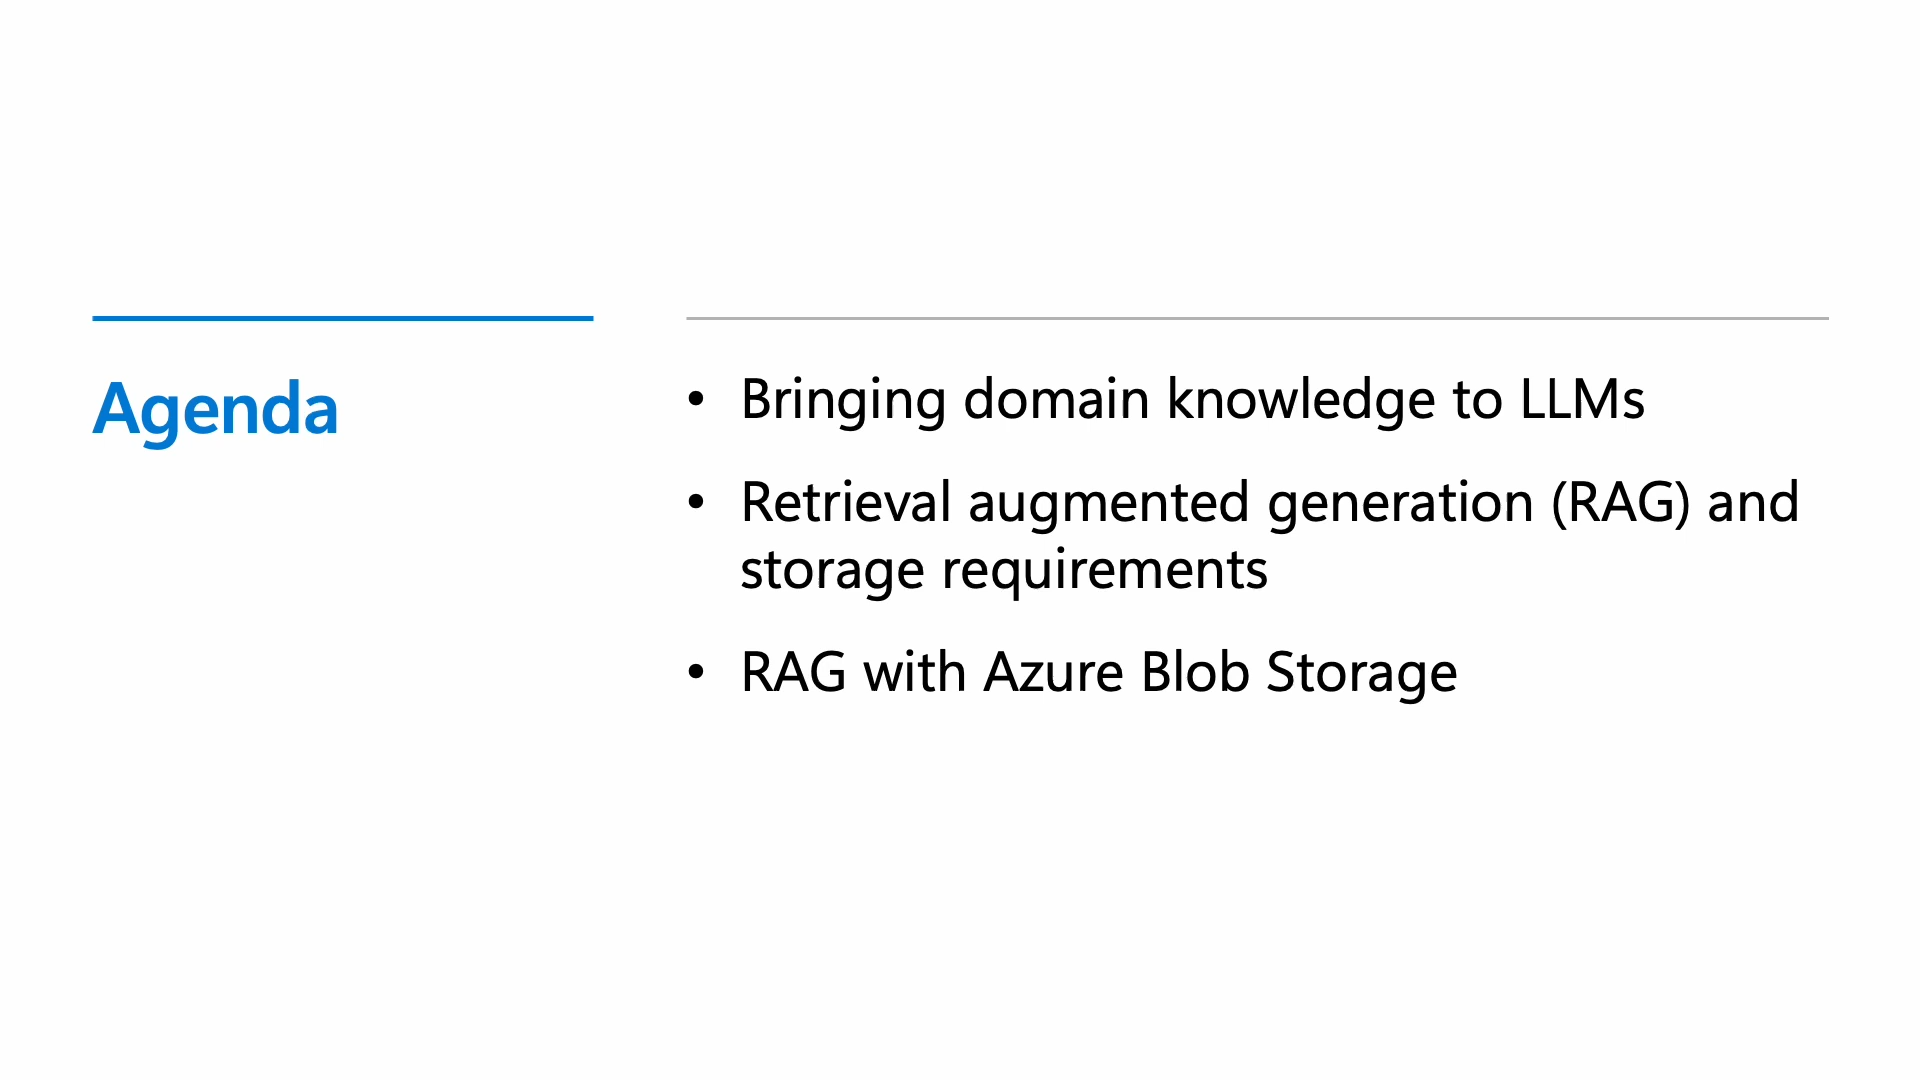 Agenda
• Bringing domain knowledge to LLMs
• Retrieval augmented generation (RAG) and
storage requirements
• RAG with Azure Blob Storage